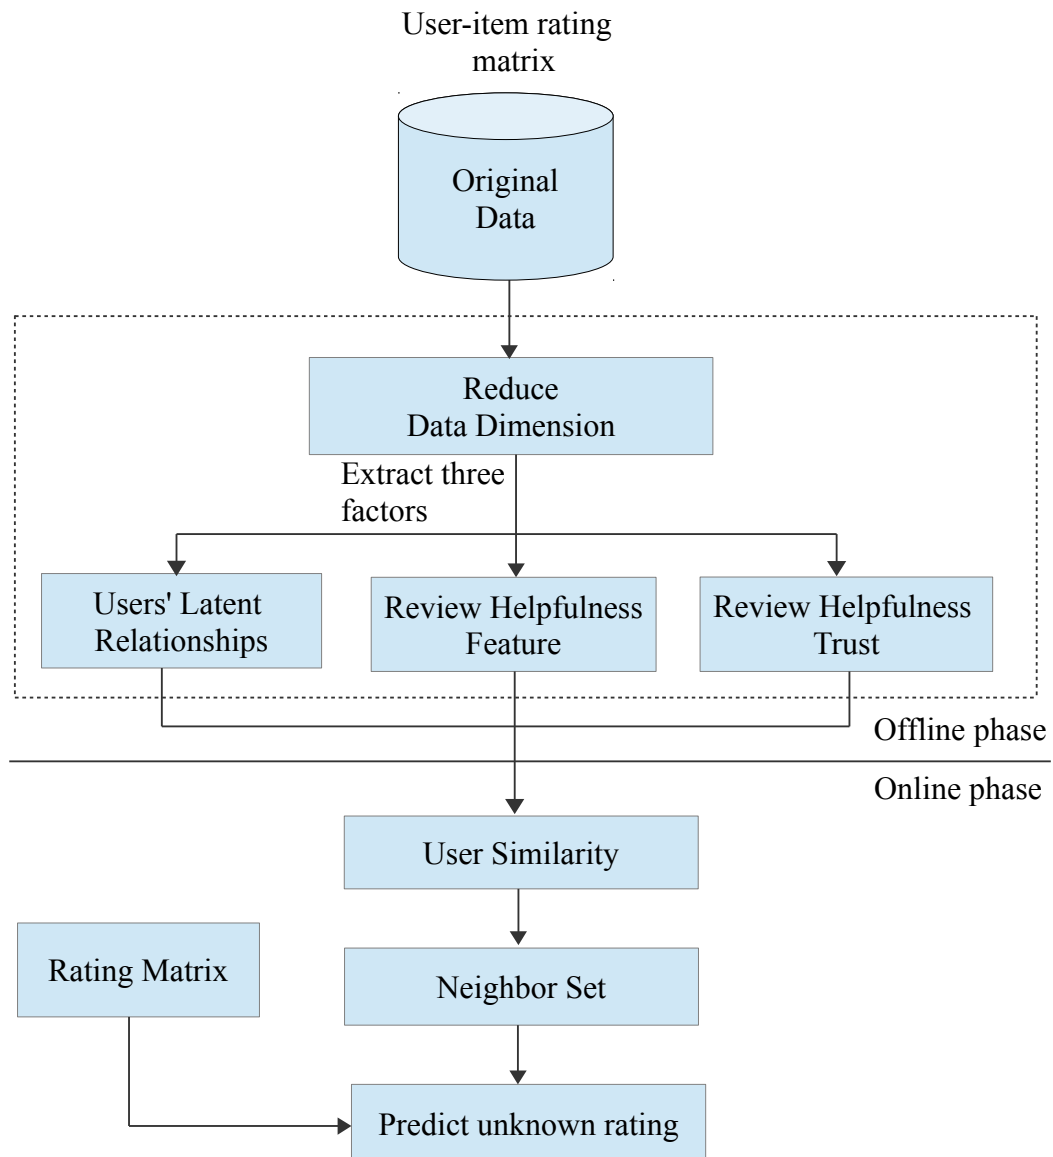 User-item rating
matrix
Original
Data
Reduce
Data Dimension
Extract three
factors
Users' Latent
Relationships
Review Helpfulness
Feature
Review Helpfulness
Trust
Offline phase
Online phase
User Similarity
Rating Matrix
Neighbor Set
Predict unknown rating